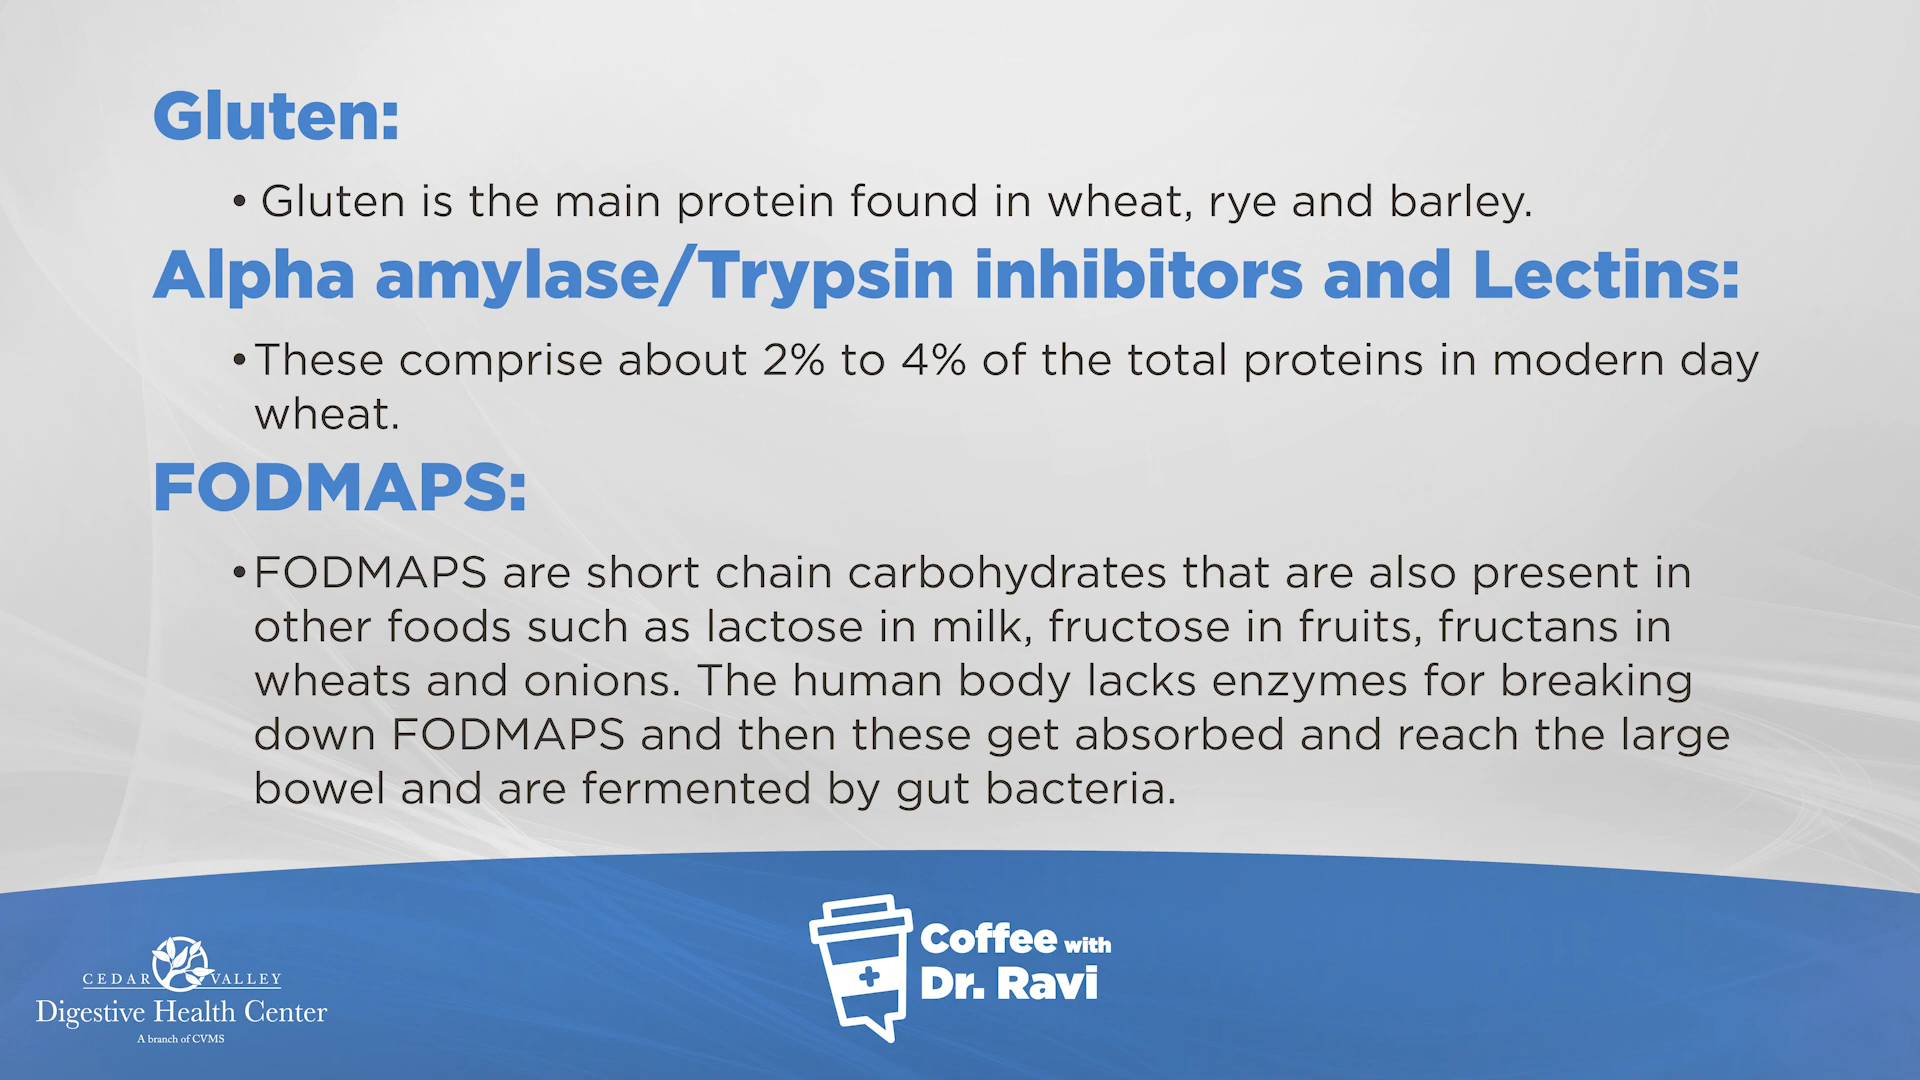 Gluten:
• Gluten is the main protein found in wheat, rye and barley.
Alpha amylase/Trypsin inhibitors and Lectins:
• These comprise about 2% to 4% of the total proteins in modern day
wheat.
FODMAPS:
• FODMAPS are short chain carbohydrates that are also present in
other foods such as lactose in milk, fructose in fruits, fructans in
wheats and onions. The human body lacks enzymes for breaking
down FODMAPS and then these get absorbed and reach the large
bowel and are fermented by gut bacteria.
CEDAR VALLEY
Digestive Health Center
A branch of CVMS
Coffee with
Dr. Ravi